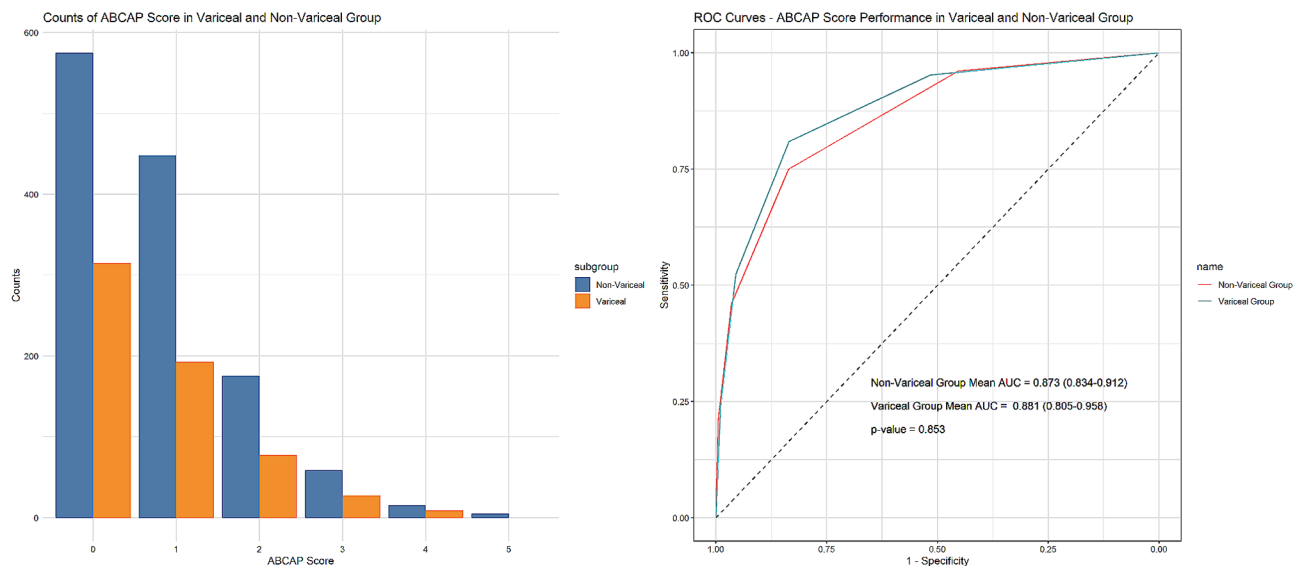 Counts of ABCAP Score in Variceal and Non-Variceal Group
600
400
200
0
Counts
0 1 2 3 4 5
ABCAP Score
subgroup
Non-Variceal
Variceal
ROC Curves - ABCAP Score Performance in Variceal and Non-Variceal Group
1.00
0.75
0.50
0.25
0.00
Sensitivity
Non-Variceal Group Mean AUC = 0.873 (0.834-0.912)
Variceal Group Mean AUC = 0.881 (0.805-0.958)
p-value = 0.853
1.00 0.75 0.50 0.25 0.00
1 - Specificity
name
Non-Variceal Group
Variceal Group